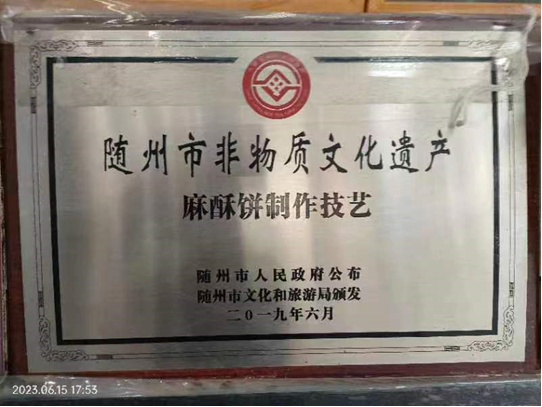 随州市非物质文化遗产
麻酥饼制作技艺
随州市人民政府公布
随州市文化和旅游局颁发
二〇一九年六月
2023.06.15 17:53